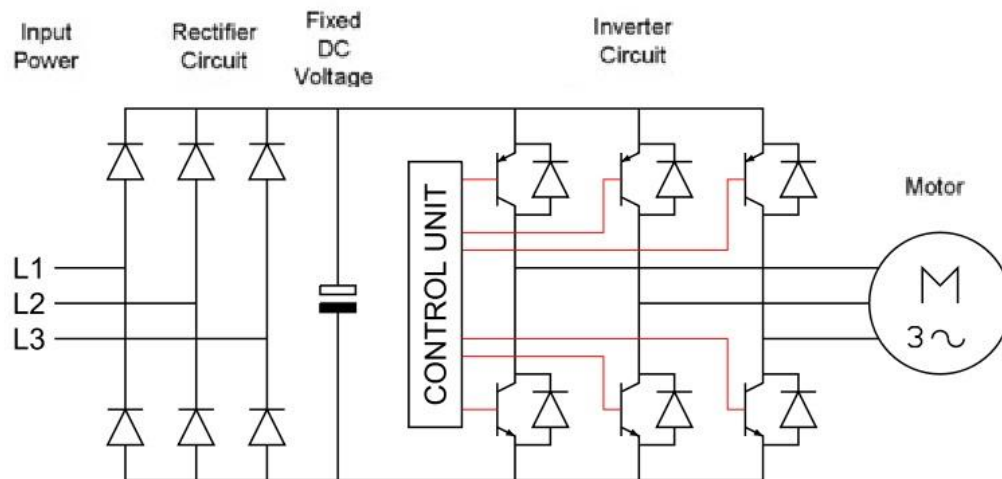 Input
Power
Rectifier
Circuit
Fixed
DC
Voltage
Inverter
Circuit
CONTROL UNIT
Motor
L1
L2
L3
M
3~